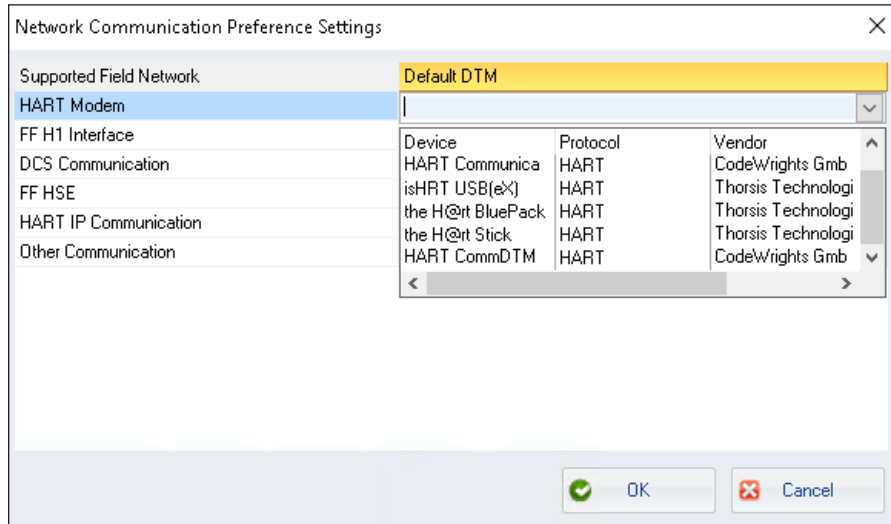 Network Communication Preference Settings
Supported Field Network Default DTM
HART Modem
FF H1 Interface
DCS Communication
FF HSE
HART IP Communication
Other Communication
Device Protocol Vendor
HART Communica HART CodeWrights Gmb
isHRT USB(eX) HART Thorsis Technologi
the H@rt BluePack HART Thorsis Technologi
the H@rt Stick HART Thorsis Technologi
HART CommDTM HART CodeWrights Gmb
OK Cancel